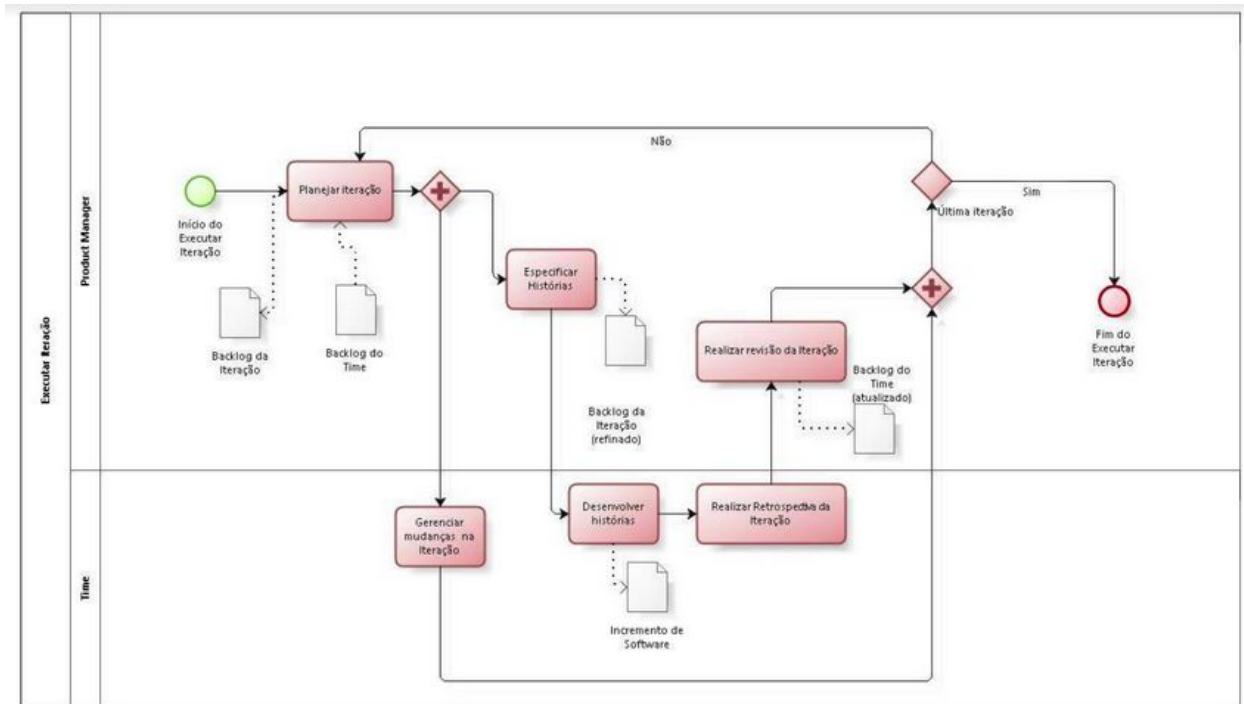 Executar Iteração
Product Manager
Time
Não
Planejar iteração
Início do
Executar
Iteração
Backlog da
Iteração
Backlog do
Time
Especificar
Histórias
Backlog da
Iteração
(refinado)
Realizar revisão da Iteração
Backlog do
Time
(atualizado)
Última iteração
Sim
Fim do
Executar
Iteração
Gerenciar
mudanças na
Iteração
Desenvolver
histórias
Realizar Retrospectiva da
Iteração
Incremento de
Software